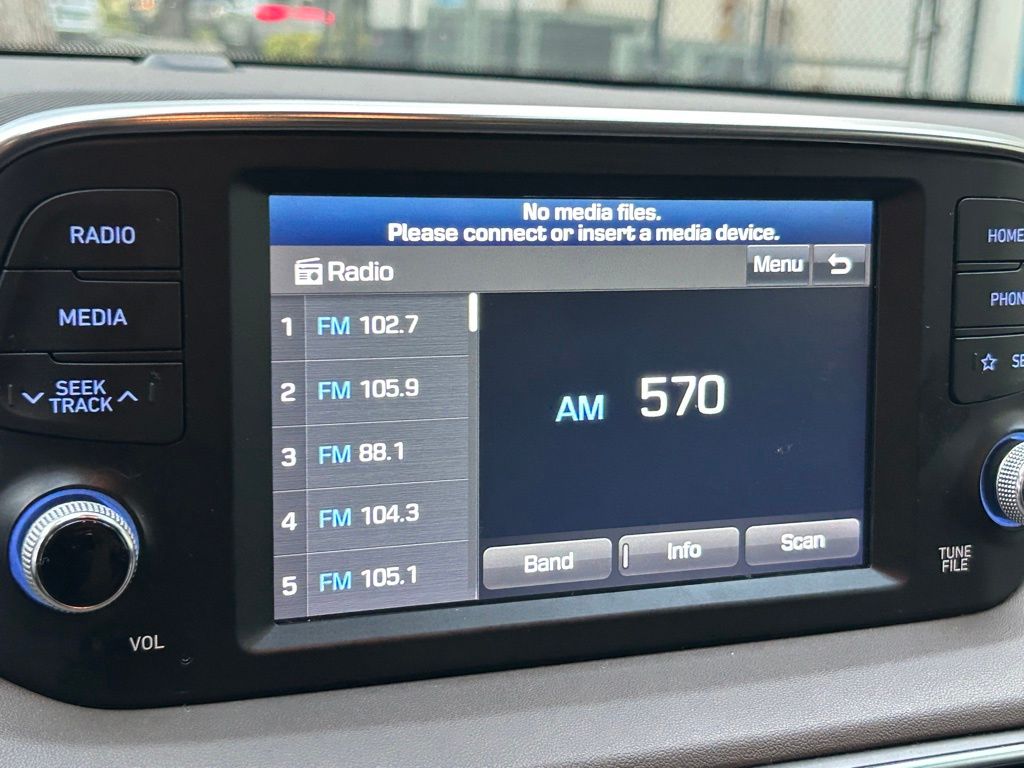 No media files.
Please connect or insert a media device.
Radio
Menu
1 FM 102.7
2 FM 105.9
3 FM 88.1
4 FM 104.3
5 FM 105.1
AM 570
Band
Info
Scan
RADIO
MEDIA
SEEK
TRACK
VOL
HOME
PHON
SE
TUNE
FILE